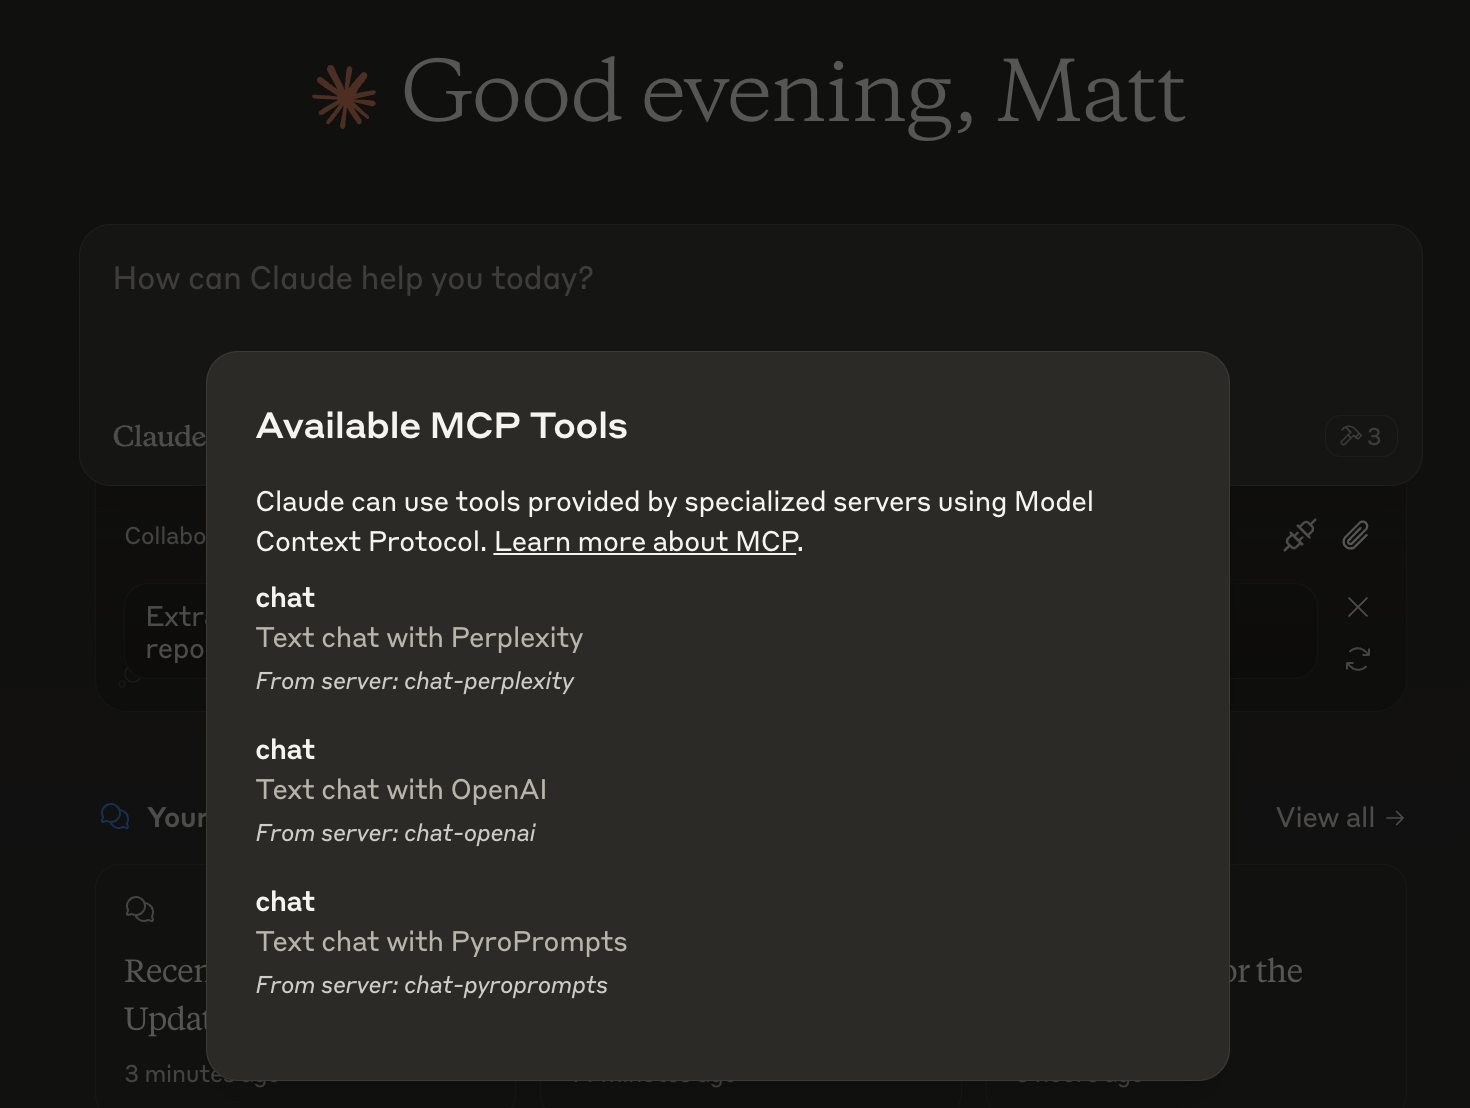 Good evening, Matt
How can Claude help you today?
Available MCP Tools
Claude can use tools provided by specialized servers using Model
Context Protocol. Learn more about MCP.
chat
Text chat with Perplexity
From server: chat-perplexity
chat
Text chat with OpenAI
From server: chat-openai
chat
Text chat with PyroPrompts
From server: chat-pyroprompts
Claude
3
Collabo
Extr
repo
Your
View all →
Recen
or the
Updat
3 minutes ago